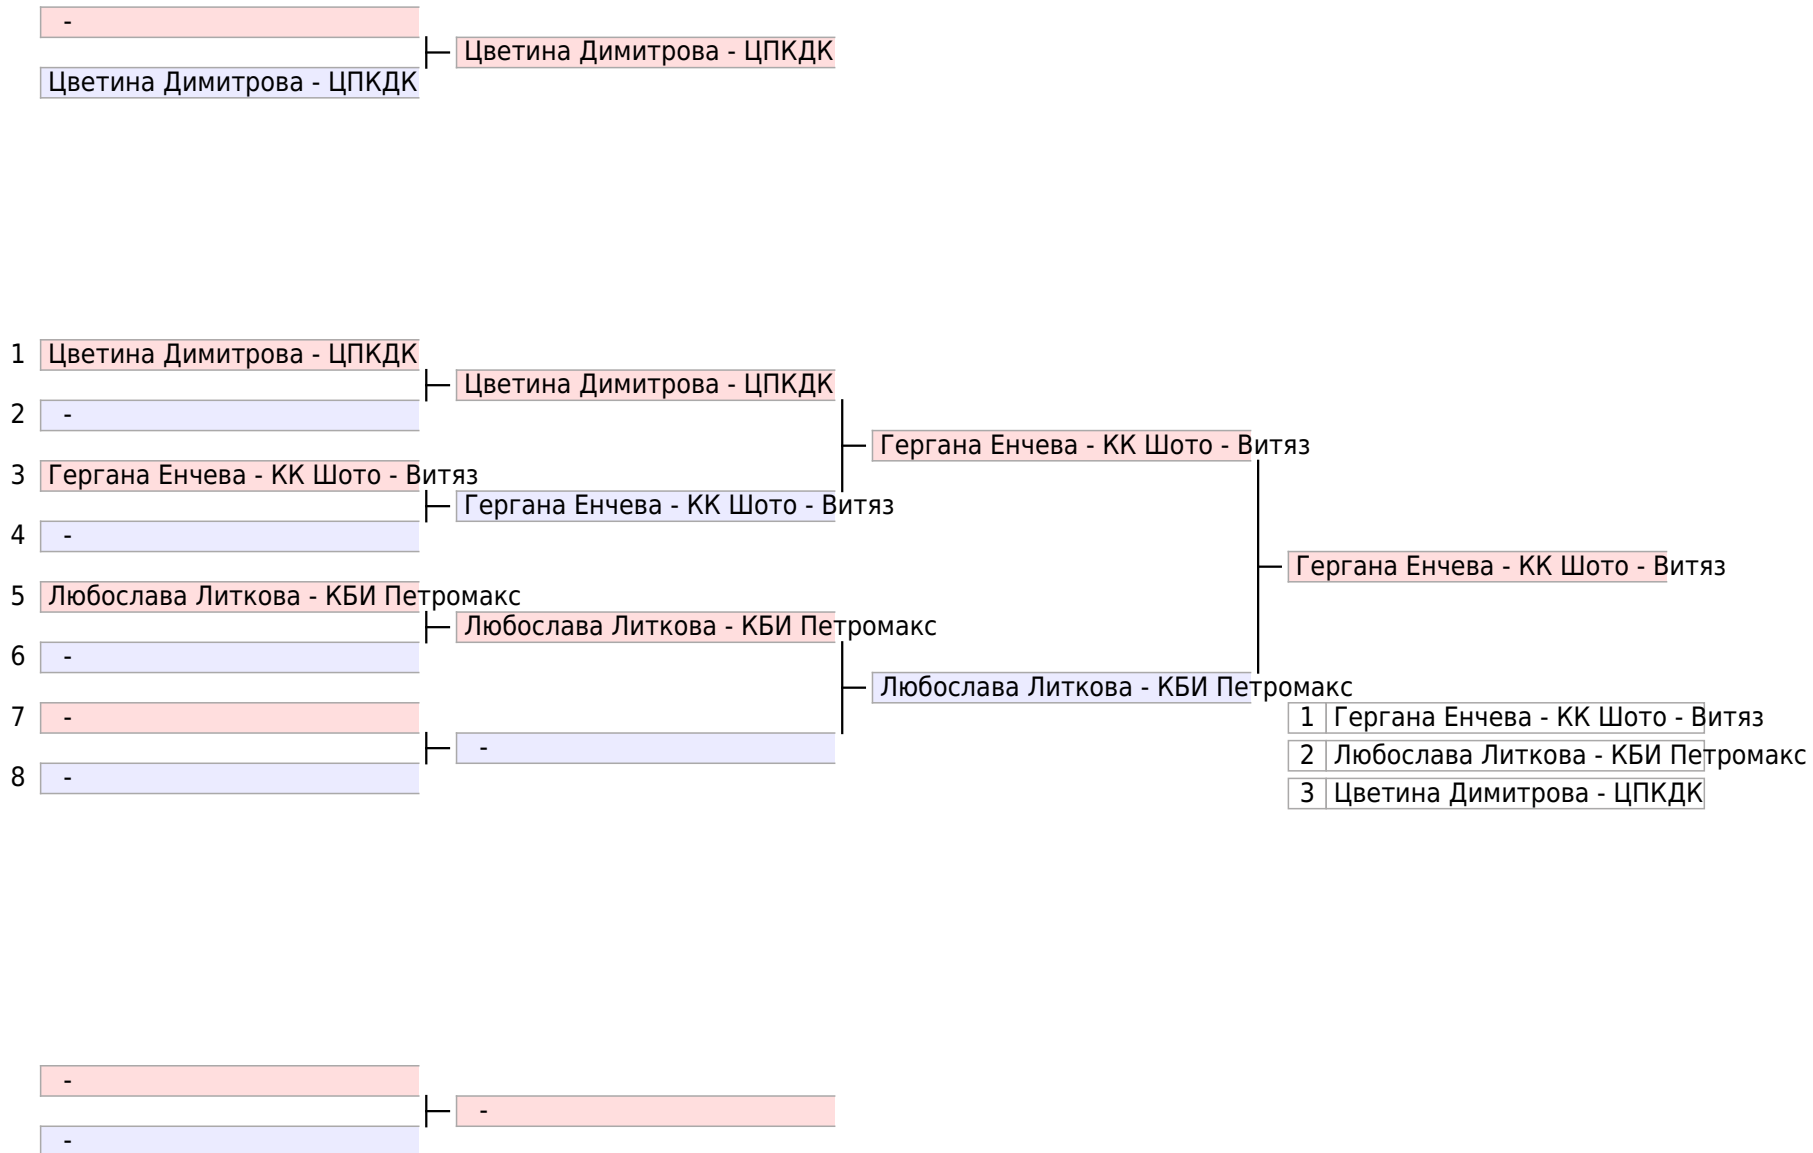 -
Цветина Димитрова - ЦПКДК
Цветина Димитрова - ЦПКДК
1 Цветина Димитрова - ЦПКДК
Цветина Димитрова - ЦПКДК
2 -
Гергана Енчева - КК Шото - Витяз
3 Гергана Енчева - КК Шото - Витяз
Гергана Енчева - КК Шото - Витяз
4 -
Гергана Енчева - КК Шото - Витяз
5 Любослава Литкова - КБИ Петромакс
Любослава Литкова - КБИ Петромакс
6 -
Любослава Литкова - КБИ Петромакс
7 -
1 Гергана Енчева - КК Шото - Витяз
-
2 Любослава Литкова - КБИ Петромакс
8 -
3 Цветина Димитрова - ЦПКДК
-
-
-